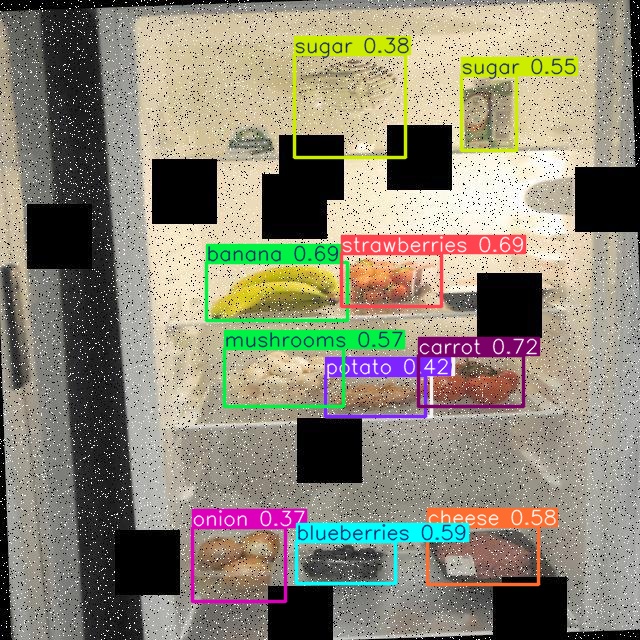 sugar 0.38
sugar 0.55
banana 0.69
strawberries 0.69
mushrooms 0.57
potato 0.42
carrot 0.72
onion 0.37
blueberries 0.59
cheese 0.58